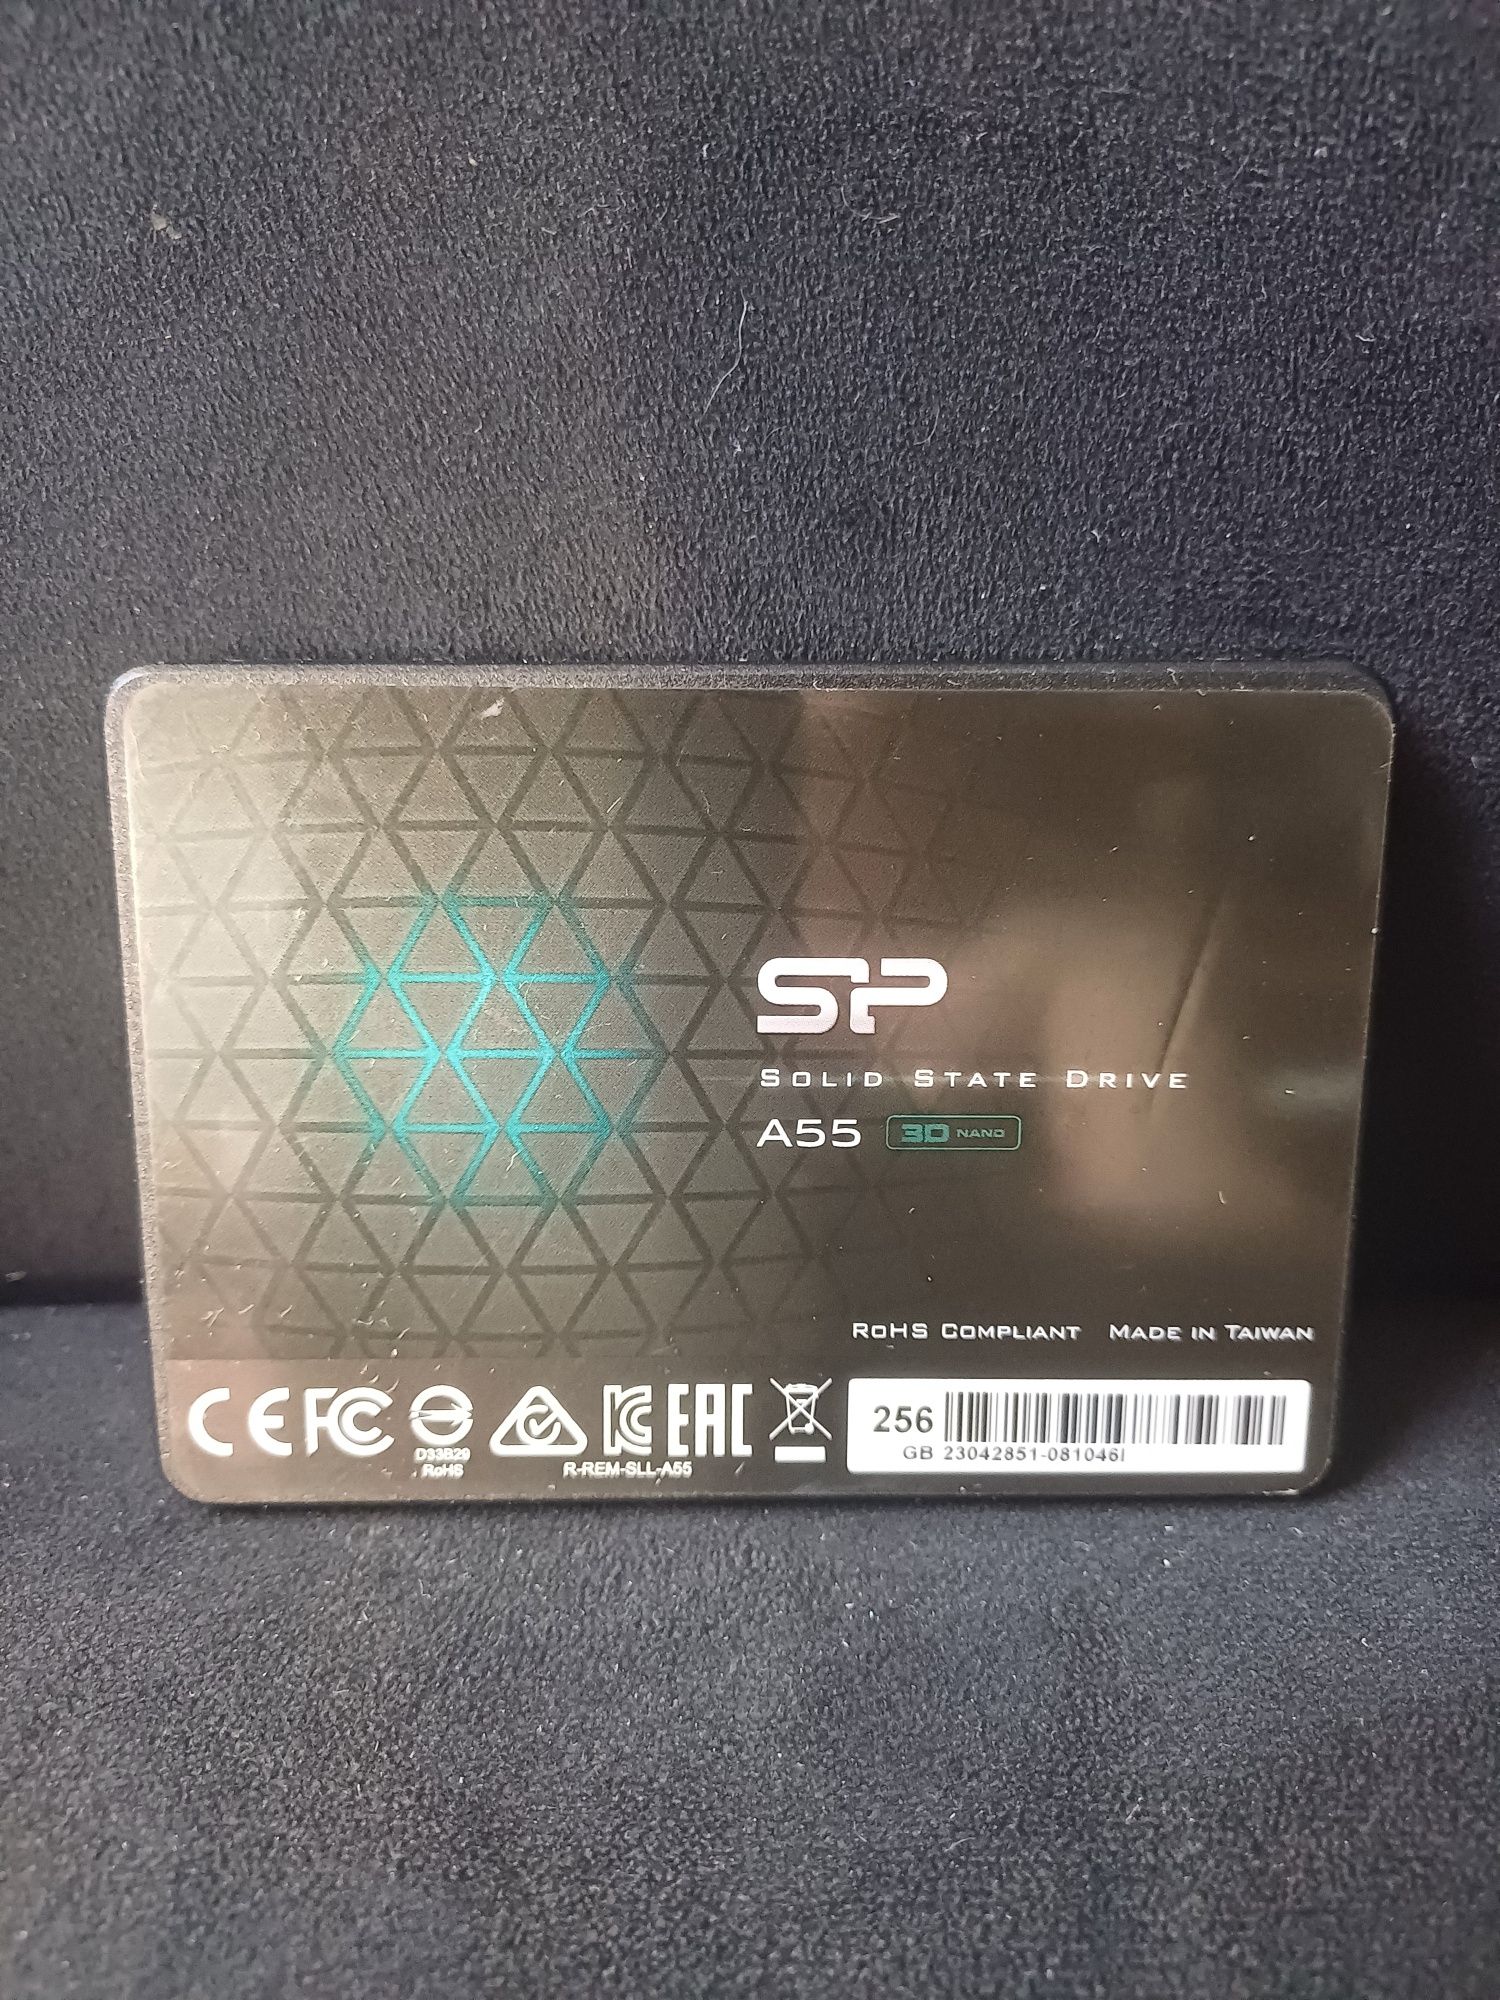 SP
SOLID STATE DRIVE
A55 3D NAND
RoHS COMPLIANT MADE IN TAIWAN
CE FC EAC
D33B29
RoHS
R-REM-SLL-A55
256
GB 23042851-081046I